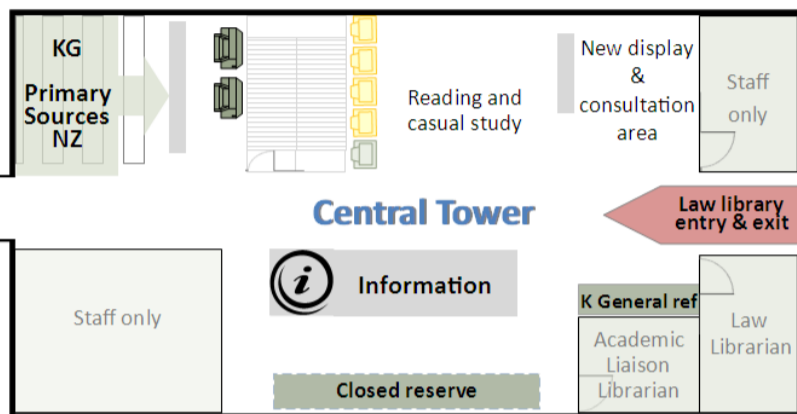 KG
Primary
Sources
NZ
Reading and
casual study
New display
&
consultation
area
Staff
only
Central Tower
Law library
entry & exit
Staff only
i
Information
K General ref
Academic
Liaison
Librarian
Law
Librarian
Closed reserve